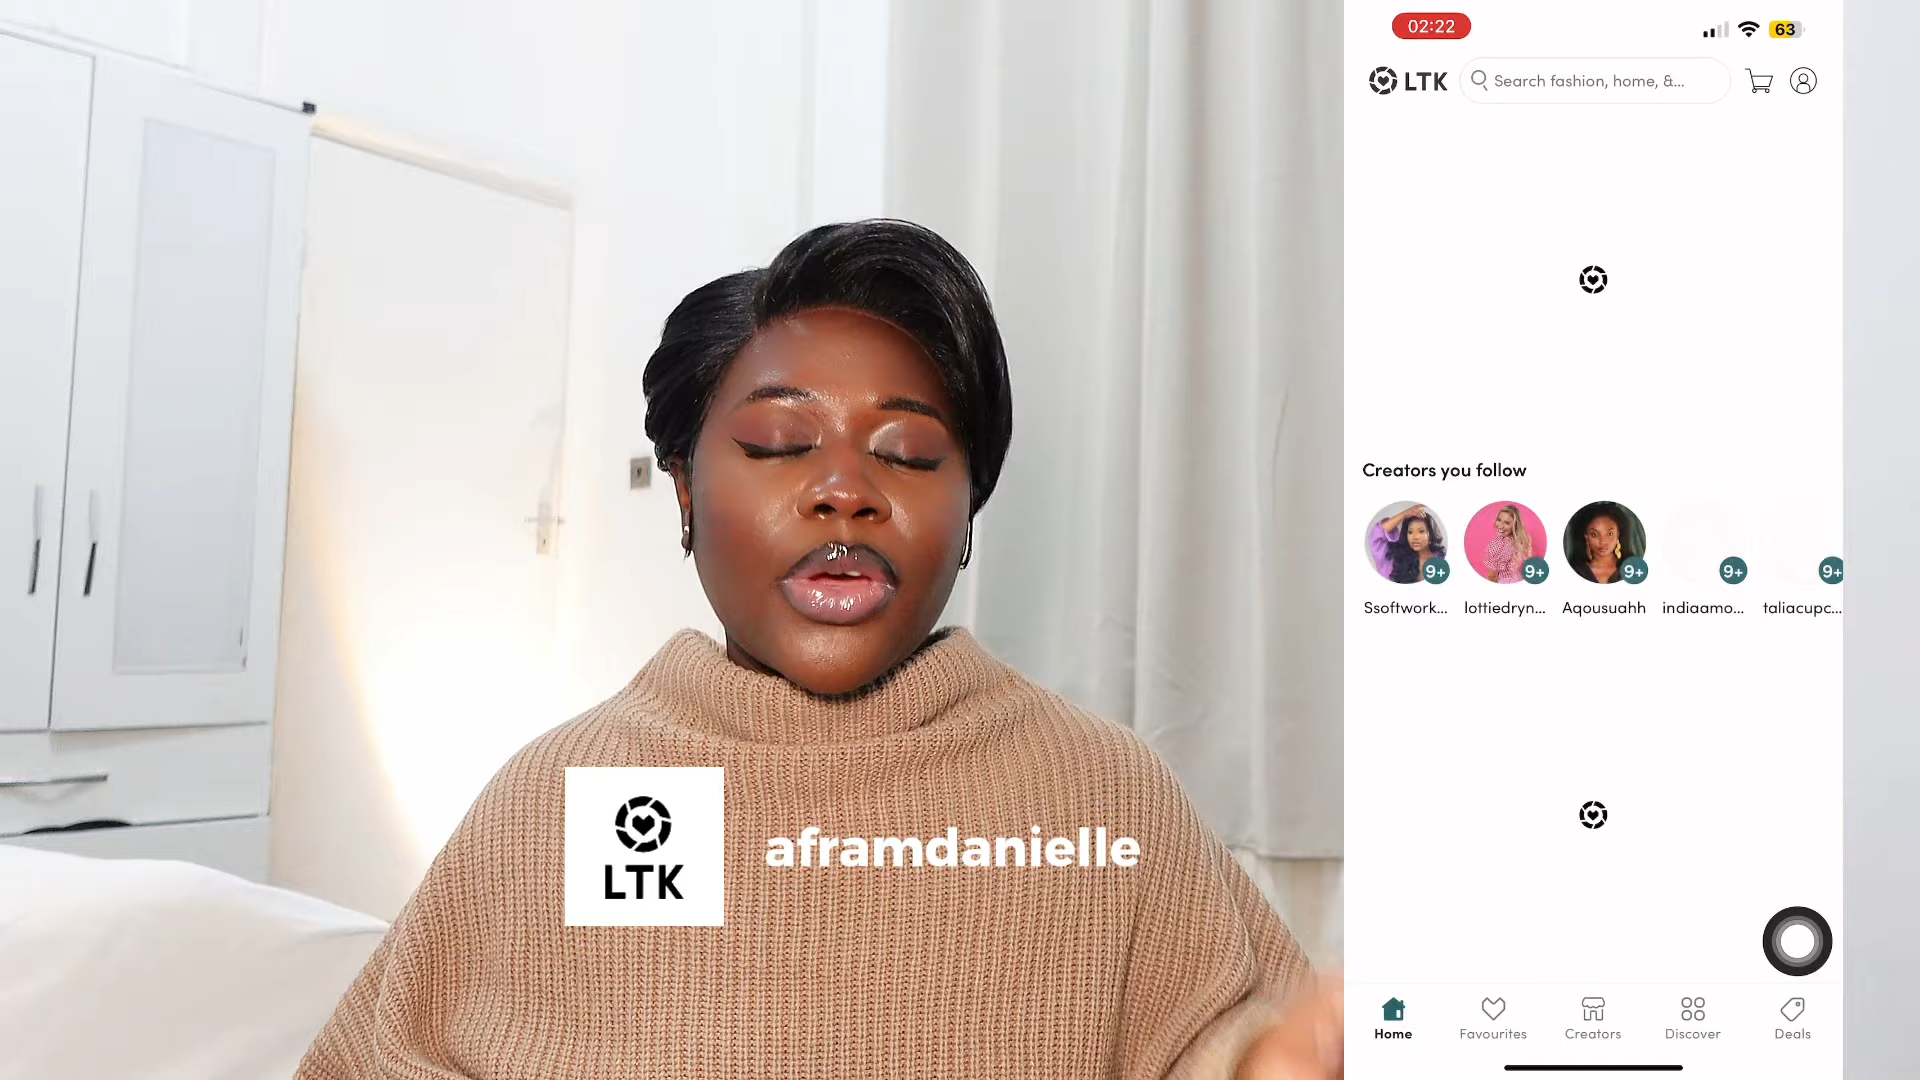 02:22
63
LTK
Search fashion, home, &...
Creators you follow
9+
9+
9+
9+
9+
Ssoftwork...
lottiedryn...
Aqousuahh
indiaamo...
taliacupc...
LTK
aframdanielle
Home
Favourites
Creators
Discover
Deals